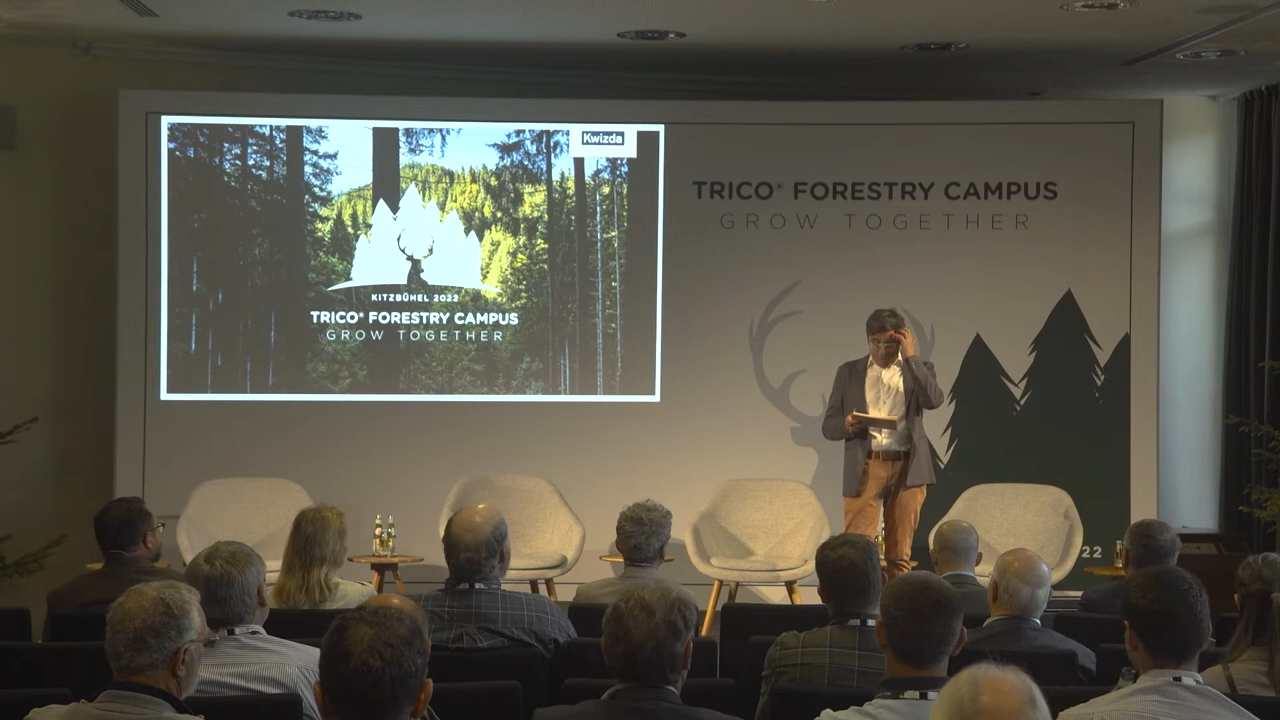 Kwizda
KITZBÜHEL 2022
TRICO® FORESTRY CAMPUS
GROW TOGETHER
TRICO® FORESTRY CAMPUS
GROW TOGETHER
22